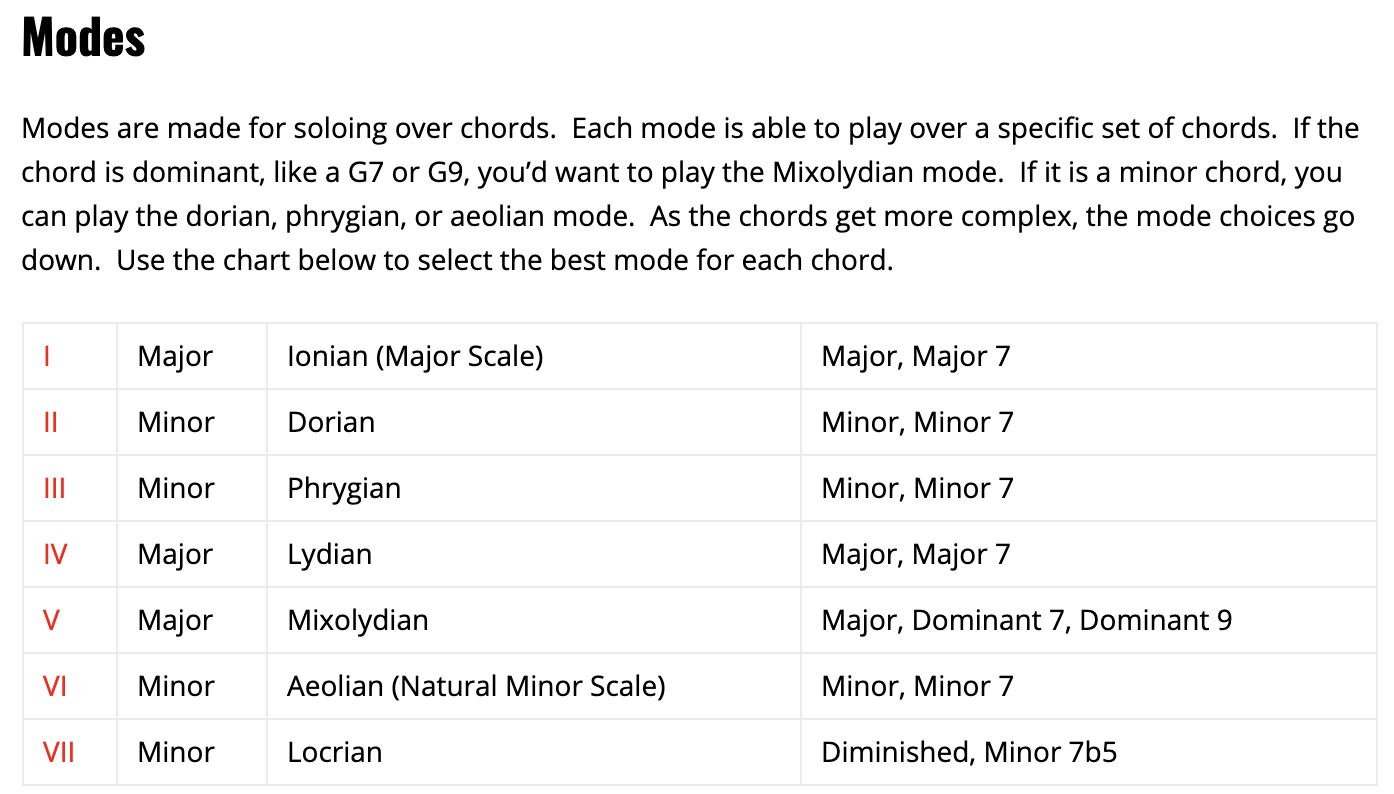 Modes
Modes are made for soloing over chords.  Each mode is able to play over a specific set of chords.  If the
chord is dominant, like a G7 or G9, you’d want to play the Mixolydian mode.  If it is a minor chord, you
can play the dorian, phrygian, or aeolian mode.  As the chords get more complex, the mode choices go
down.  Use the chart below to select the best mode for each chord.
I Major Ionian (Major Scale) Major, Major 7
II Minor Dorian Minor, Minor 7
III Minor Phrygian Minor, Minor 7
IV Major Lydian Major, Major 7
V Major Mixolydian Major, Dominant 7, Dominant 9
VI Minor Aeolian (Natural Minor Scale) Minor, Minor 7
VII Minor Locrian Diminished, Minor 7b5